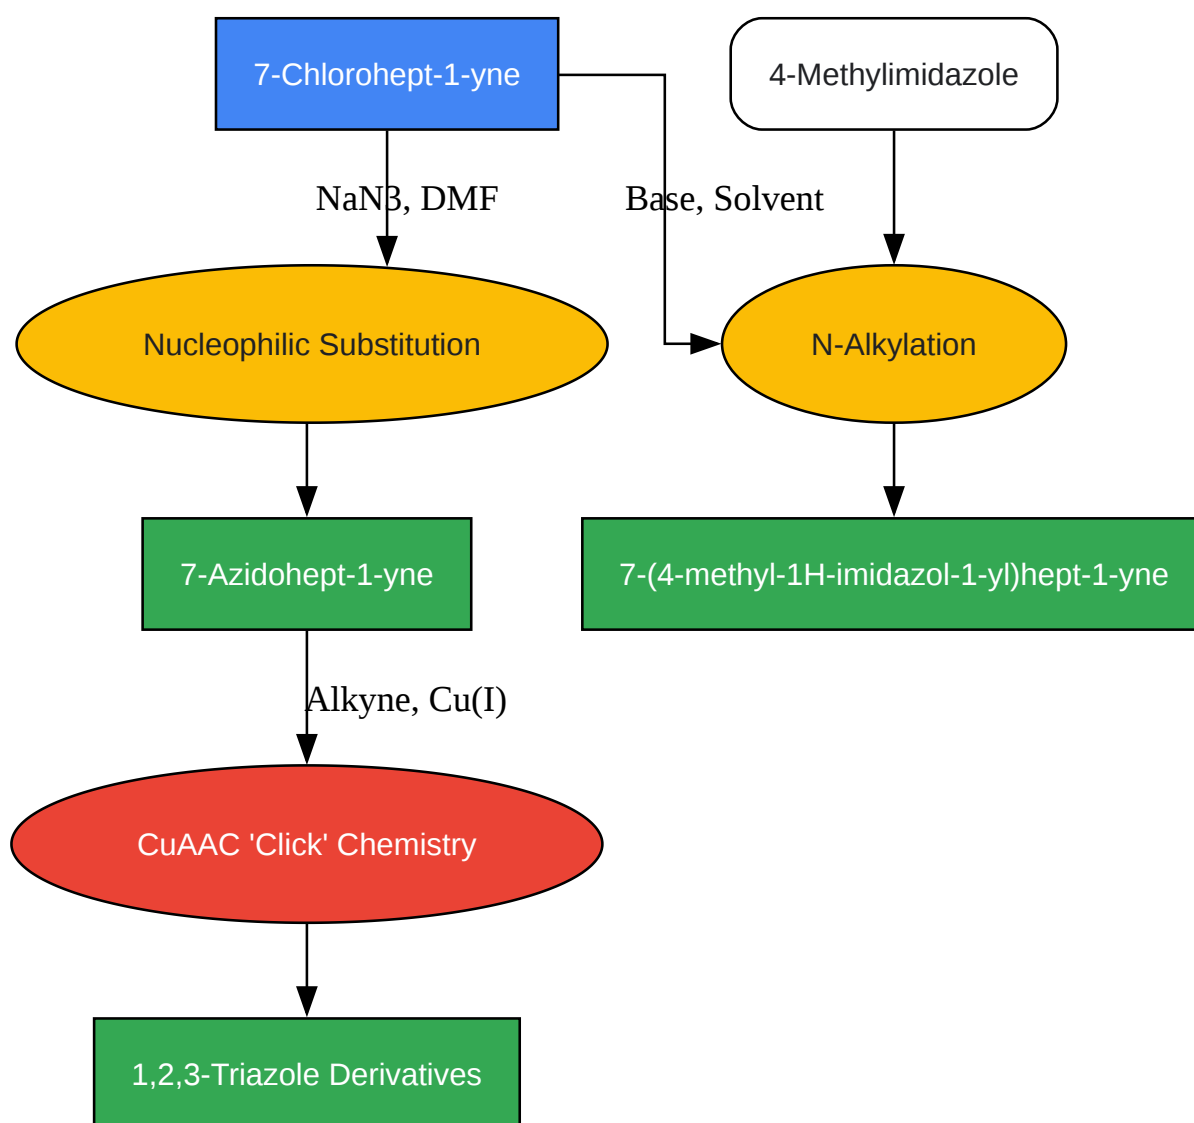 7-Chlorohept-1-yne
4-Methylimidazole
NaN3, DMF
Base, Solvent
Nucleophilic Substitution
N-Alkylation
7-Azidohept-1-yne
7-(4-methyl-1H-imidazol-1-yl)hept-1-yne
Alkyne, Cu(I)
CuAAC 'Click' Chemistry
1,2,3-Triazole Derivatives